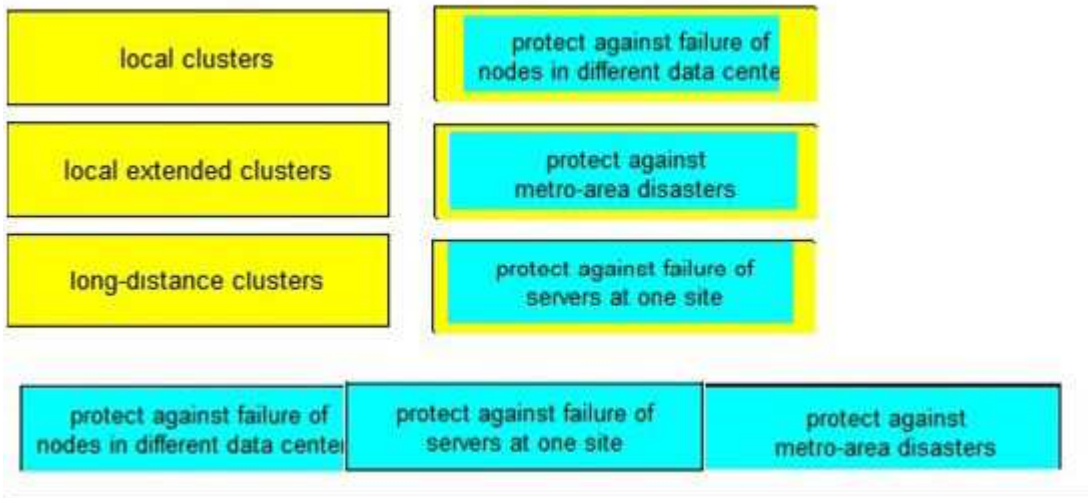 local clusters
protect against failure of
nodes in different data cente
local extended clusters
protect against
metro-area disasters
long-distance clusters
protect against failure of
servers at one site
protect against failure of
nodes in different data center
protect against failure of
servers at one site
protect against
metro-area disasters